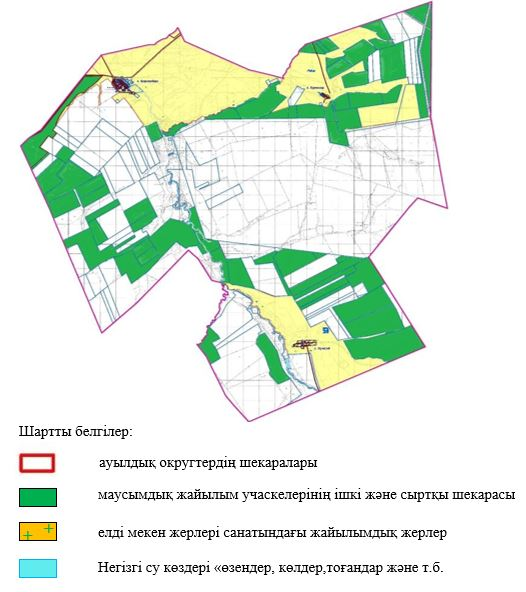 Шартты белгілер:
ауылдық округтердің шекаралары
маусымдық жайылым учаскелерінің ішкі және сыртқы шекарасы
елді мекен жерлері санатындағы жайылымдық жерлер
Негізгі су көздері «өзендер, көлдер,тоғандар және т.б.